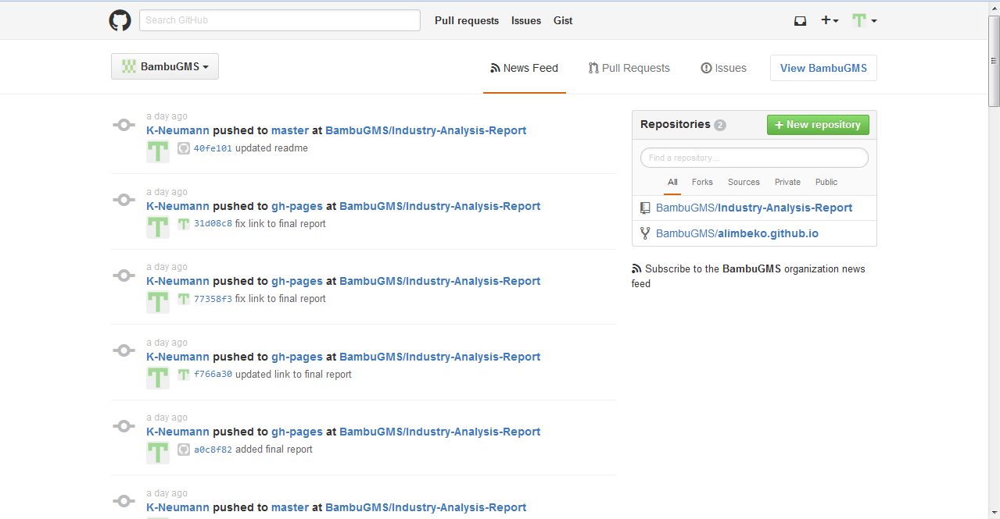 Search GitHub
Pull requests Issues Gist
BambuGMS
News Feed Pull Requests Issues View BambuGMS
a day ago
K-Neumann pushed to master at BambuGMS/Industry-Analysis-Report
40fe101 updated readme
a day ago
K-Neumann pushed to gh-pages at BambuGMS/Industry-Analysis-Report
31d08c8 fix link to final report
a day ago
K-Neumann pushed to gh-pages at BambuGMS/Industry-Analysis-Report
77358f3 fix link to final report
a day ago
K-Neumann pushed to gh-pages at BambuGMS/Industry-Analysis-Report
f766a30 updated link to final report
a day ago
K-Neumann pushed to gh-pages at BambuGMS/Industry-Analysis-Report
a0c8f82 added final report
a day ago
K-Neumann pushed to master at BambuGMS/Industry-Analysis-Report
Repositories 2 + New repository
Find a repository...
All Forks Sources Private Public
BambuGMS/Industry-Analysis-Report
BambuGMS/alimbeko.github.io
Subscribe to the BambuGMS organization news
feed